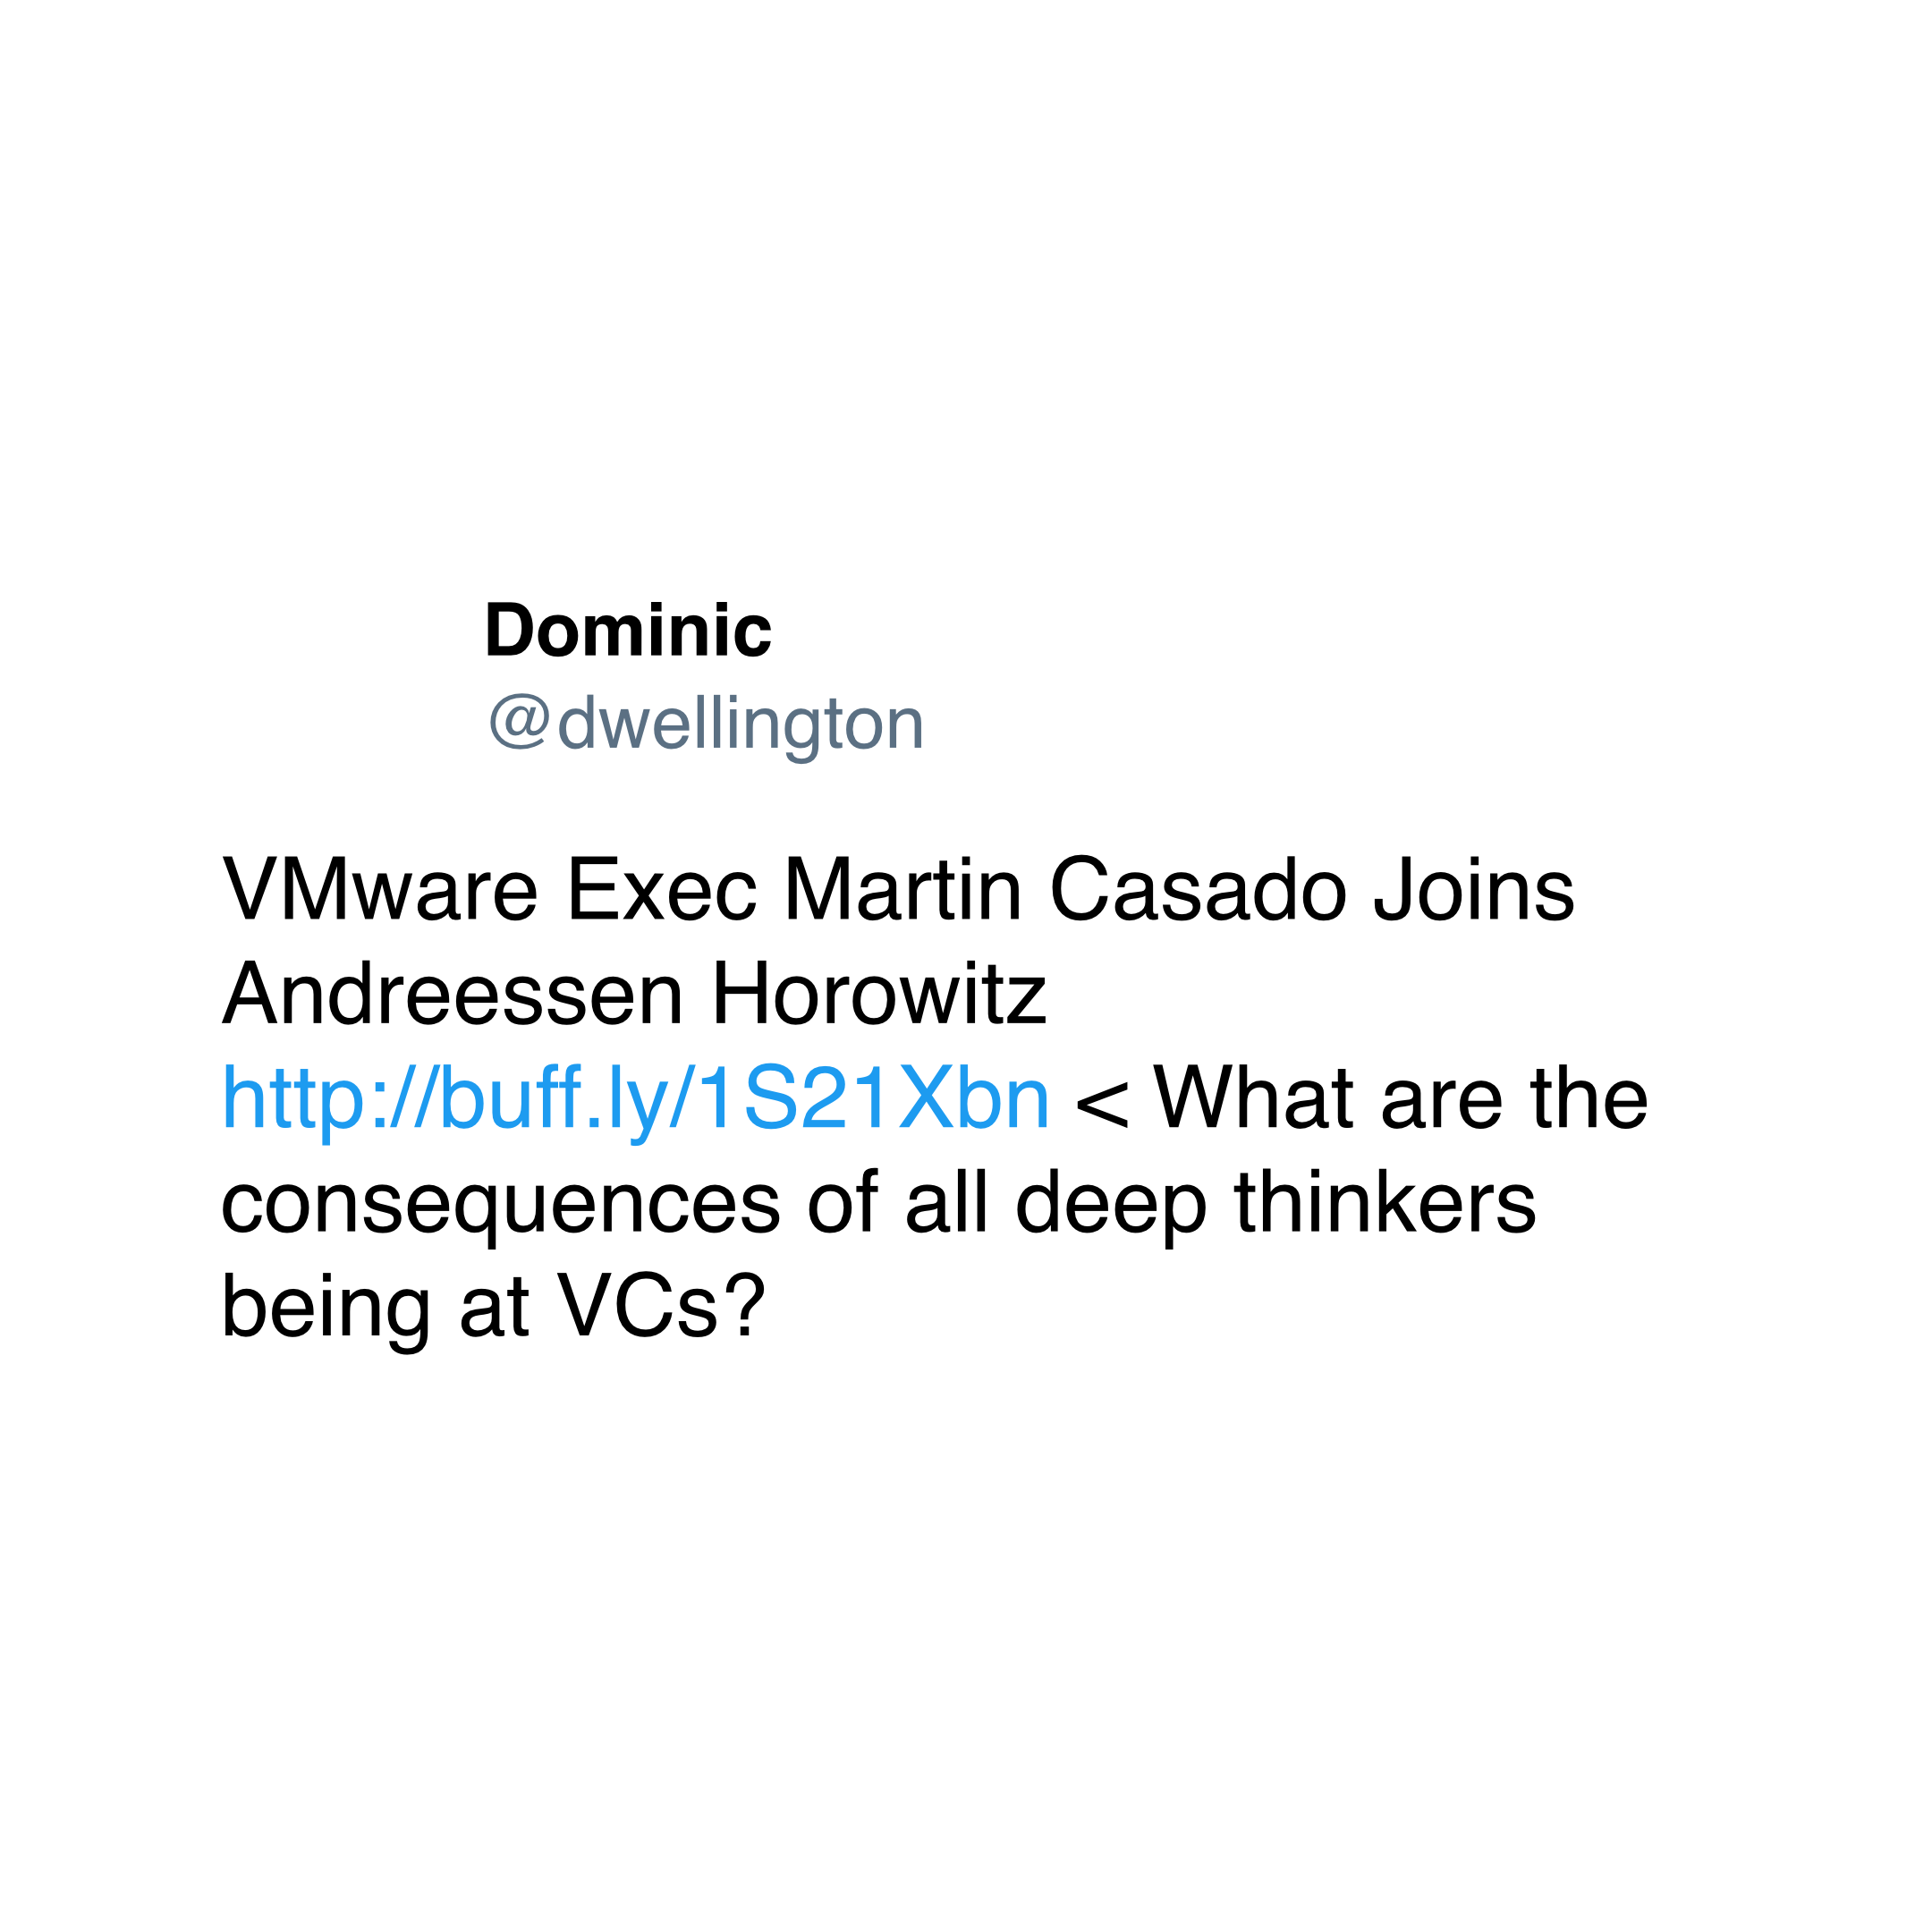 Dominic
@dwellington
VMware Exec Martin Casado Joins
Andreessen Horowitz
http://buff.ly/1S21Xbn < What are the
consequences of all deep thinkers
being at VCs?